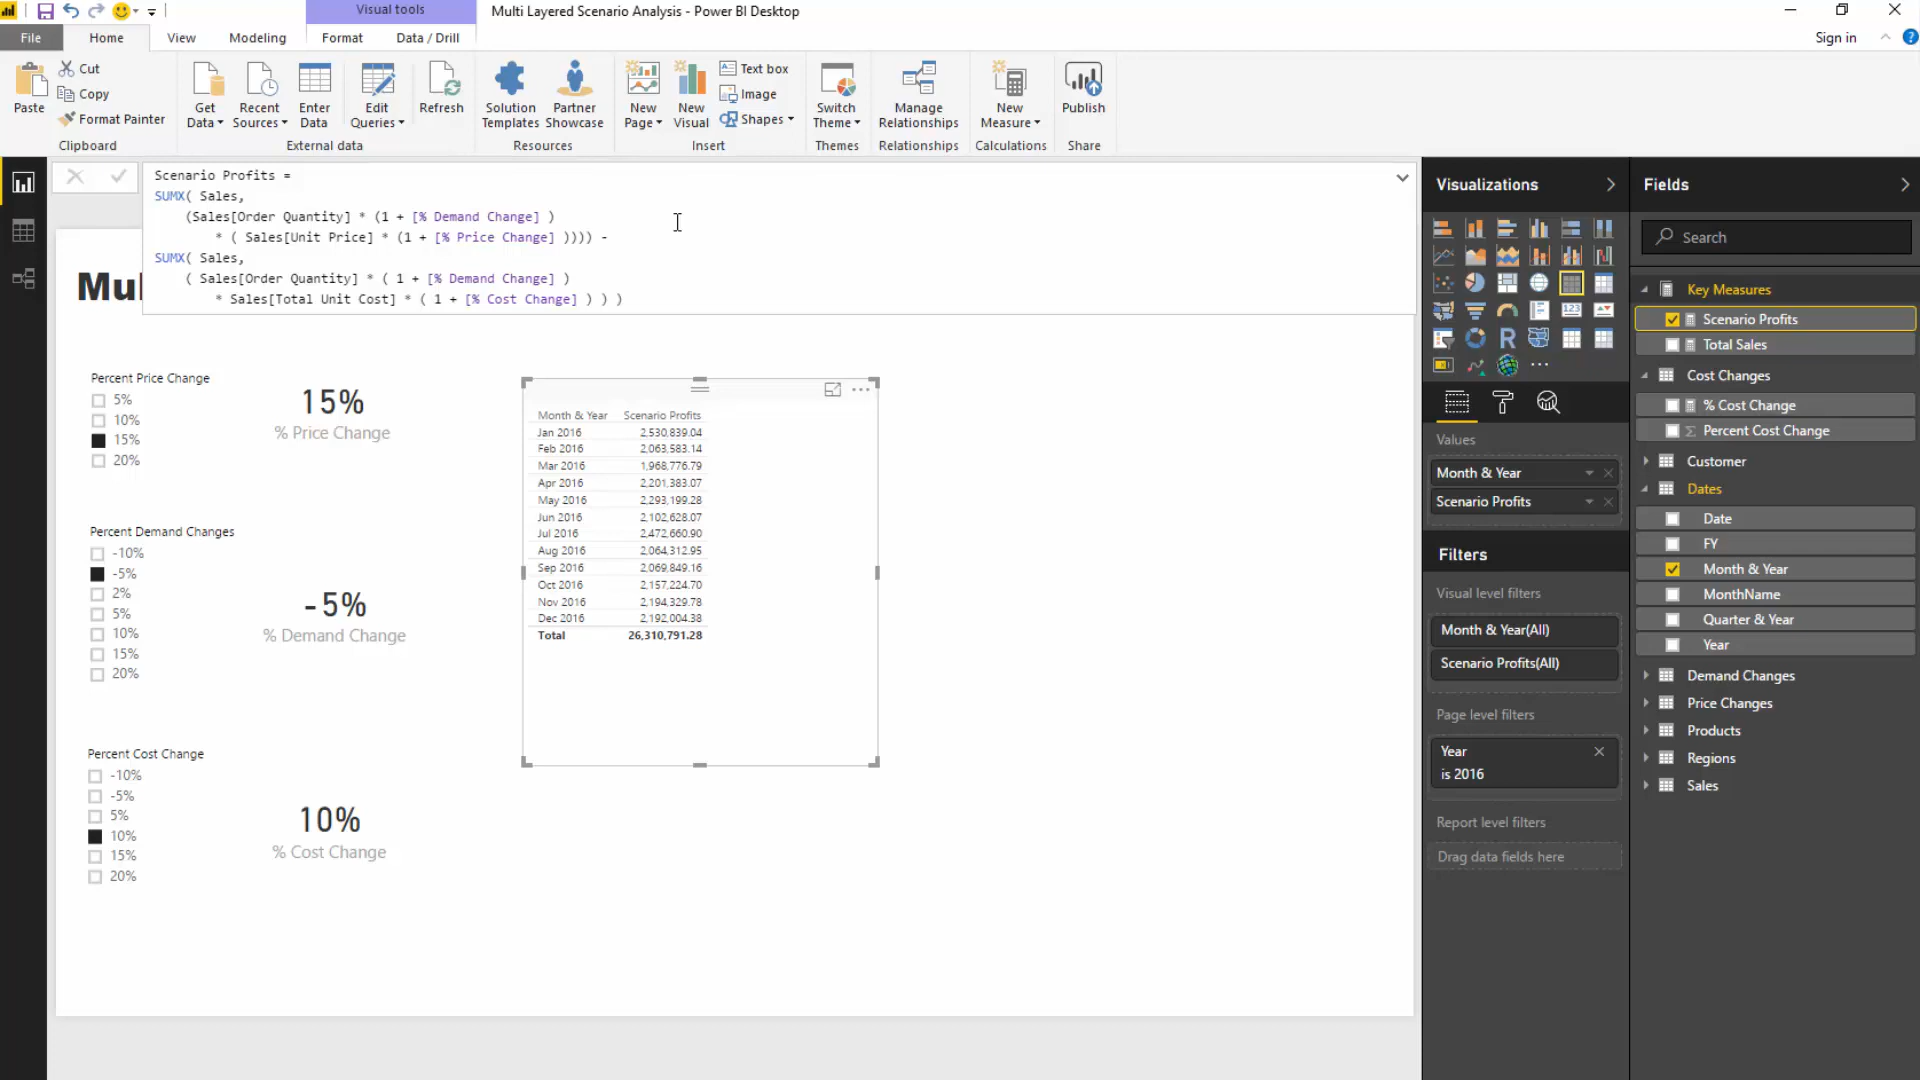 Visual tools
Multi Layered Scenario Analysis - Power BI Desktop
File
Home
View
Modeling
Format
Data / Drill
Sign in
Paste
Cut
Copy
Format Painter
Clipboard
Get Data
Recent Sources
Enter Data
Edit Queries
Refresh
External data
Solution Templates
Partner Showcase
Resources
New Page
New Visual
Text box
Image
Shapes
Insert
Switch Theme
Themes
Manage Relationships
Relationships
New Measure
Calculations
Publish
Share
Scenario Profits =
SUMX( Sales,
(Sales[Order Quantity] * (1 + [% Demand Change] )
* ( Sales[Unit Price] * (1 + [% Price Change] )))) -
SUMX( Sales,
( Sales[Order Quantity] * ( 1 + [% Demand Change] )
* Sales[Total Unit Cost] * ( 1 + [% Cost Change] ) ) )
Mul
Percent Price Change
5%
10%
15%
20%
15%
% Price Change
Percent Demand Changes
-10%
-5%
2%
5%
10%
15%
20%
-5%
% Demand Change
Percent Cost Change
-10%
-5%
5%
10%
15%
20%
10%
% Cost Change
Month & Year Scenario Profits
Jan 2016 2,530,839.04
Feb 2016 2,063,583.14
Mar 2016 1,968,776.79
Apr 2016 2,201,383.07
May 2016 2,293,199.28
Jun 2016 2,102,628.07
Jul 2016 2,472,660.90
Aug 2016 2,064,312.95
Sep 2016 2,069,849.16
Oct 2016 2,157,224.70
Nov 2016 2,194,329.78
Dec 2016 2,192,004.38
Total 26,310,791.28
Visualizations
Values
Month & Year
Scenario Profits
Filters
Visual level filters
Month & Year(All)
Scenario Profits(All)
Page level filters
Year
is 2016
Report level filters
Drag data fields here
Fields
Search
Key Measures
Scenario Profits
Total Sales
Cost Changes
% Cost Change
Percent Cost Change
Customer
Dates
Date
FY
Month & Year
MonthName
Quarter & Year
Year
Demand Changes
Price Changes
Products
Regions
Sales